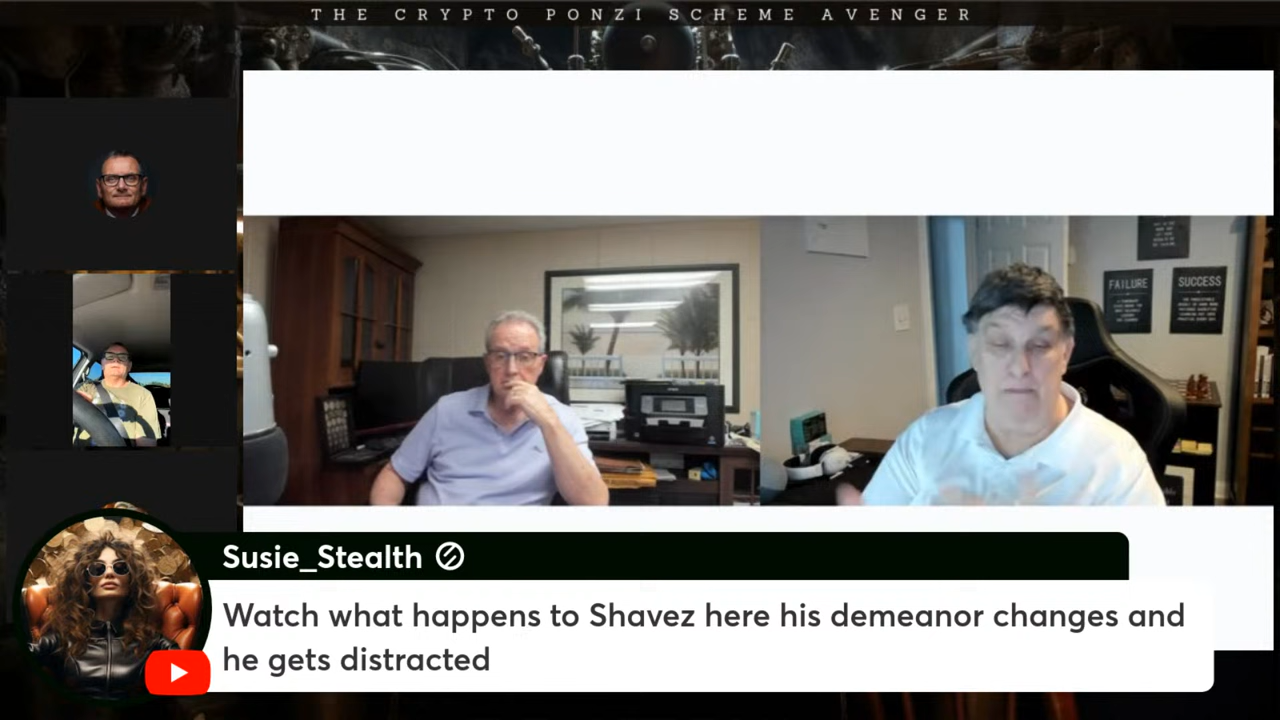 THE CRYPTO PONZI SCHEME AVENGER
FAILURE
SUCCESS
Susie_Stealth
Watch what happens to Shavez here his demeanor changes and
he gets distracted